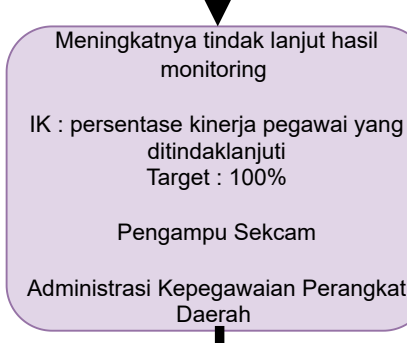 Meningkatnya tindak lanjut hasil
monitoring
IK : persentase kinerja pegawai yang
ditindaklanjuti
Target : 100%
Pengampu Sekcam
Administrasi Kepegawaian Perangkat
Daerah